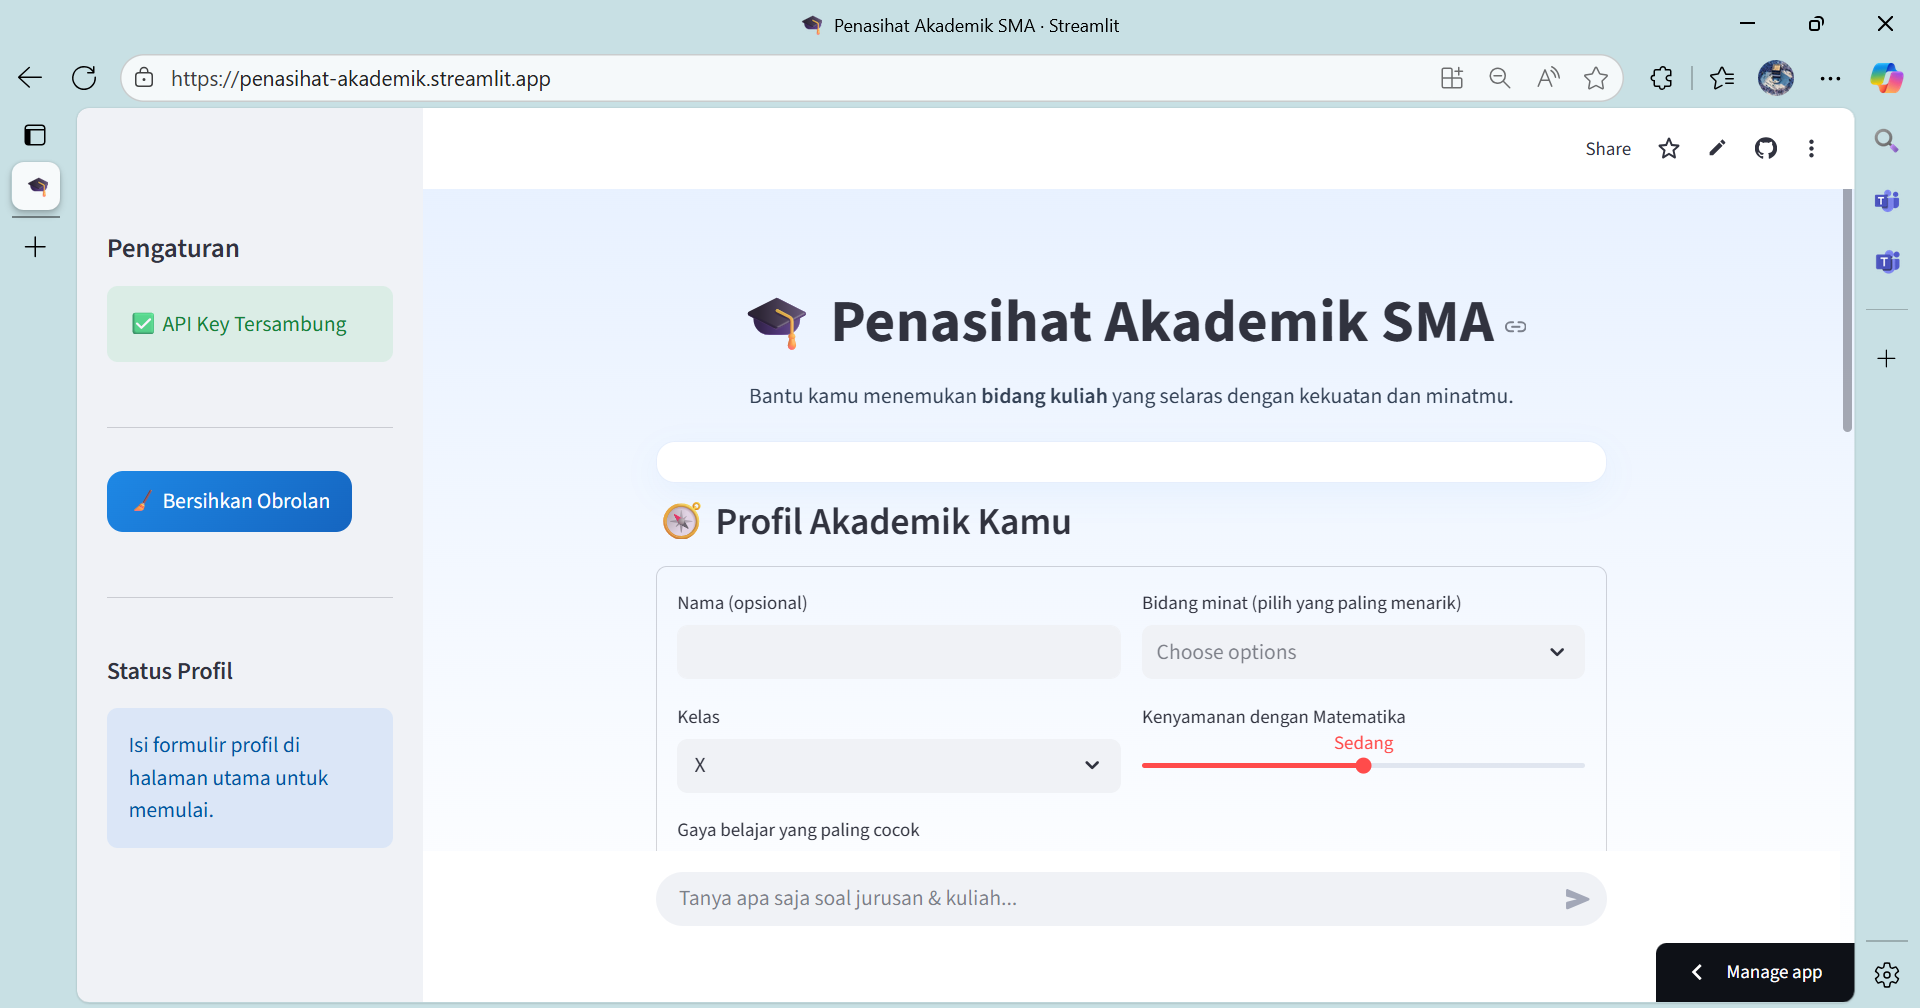 Penasihat Akademik SMA · Streamlit
https://penasihat-akademik.streamlit.app
Share
Pengaturan
✅ API Key Tersambung
🧹 Bersihkan Obrolan
Status Profil
Isi formulir profil di
halaman utama untuk
memulai.
🎓 Penasihat Akademik SMA
Bantu kamu menemukan bidang kuliah yang selaras dengan kekuatan dan minatmu.
🧭 Profil Akademik Kamu
Nama (opsional)
Bidang minat (pilih yang paling menarik)
Choose options
Kelas
X
Kenyamanan dengan Matematika
Sedang
Gaya belajar yang paling cocok
Tanya apa saja soal jurusan & kuliah...
Manage app